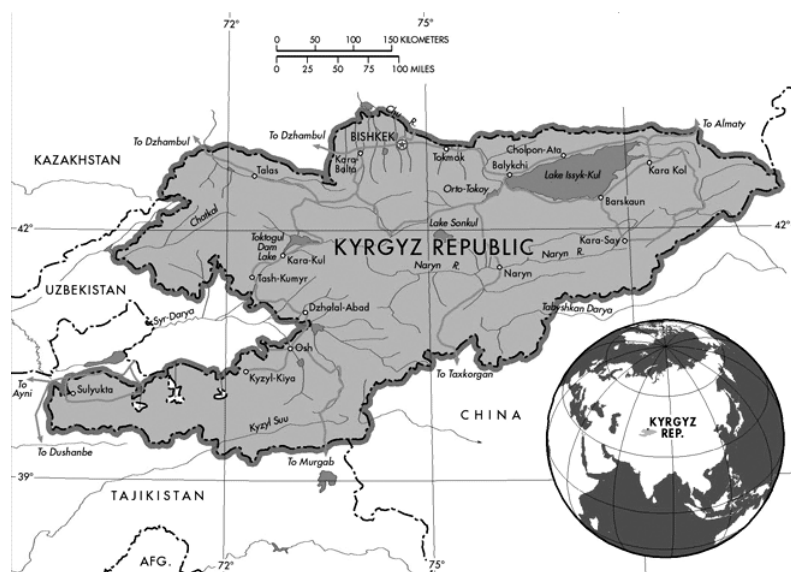 72°
75°
0 50 100 150 KILOMETERS
0 25 50 75 100 MILES
Chu R.
To Dzhambul
To Dzhambul
BISHKEK
To Almaty
KAZAKHSTAN
Kara-
Balta
Tokmok
Cholpon-Ata
Balykchi
Lake Issyk-Kul
Kara Kol
Talas
Orto-Tokoy
Barskaun
42°
Chatkal
Lake Sonkul
42°
Toktogul
Dam
Lake
KYRGYZ REPUBLIC
Kara-Say
Kara-Kul
Naryn R.
Naryn R.
Naryn
Tash-Kumyr
UZBEKISTAN
Syr-Darya
Dzhalal-Abad
Tabyshkan Darya
Osh
To Taxkorgan
To
Ayni
Sulyukta
Kyzyl-Kiya
Kyzyl Suu
CHINA
KYRGYZ
REP.
To Dushanbe
To Murgab
39°
TAJIKISTAN
AFG.
72°
75°